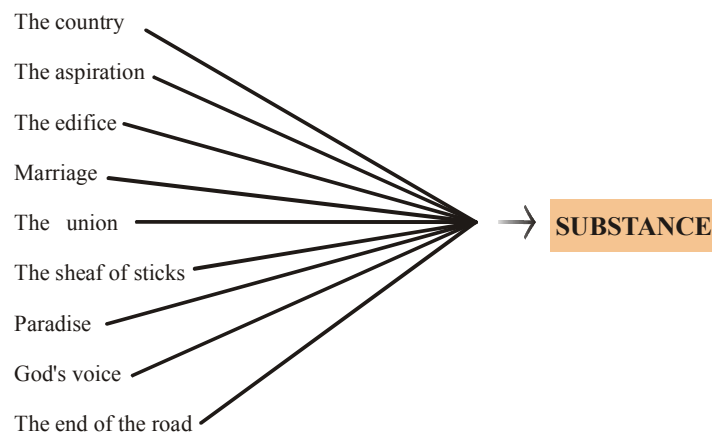 The country
The aspiration
The edifice
Marriage
The union
SUBSTANCE
The sheaf of sticks
Paradise
God's voice
The end of the road